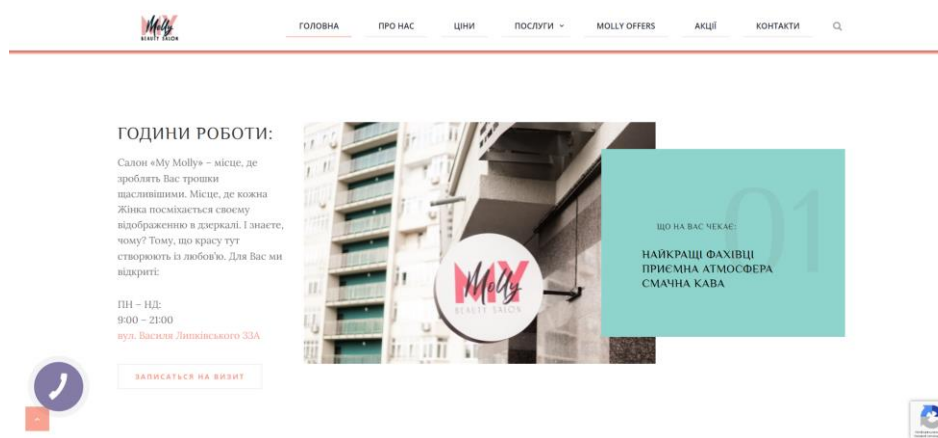 My
Molly
BEAUTY SALON
ГОЛОВНА
ПРО НАС
ЦІНИ
ПОСЛУГИ
MOLLY OFFERS
АКЦІЇ
КОНТАКТИ
ГОДИНИ РОБОТИ:
Салон «My Molly» – місце, де
зроблять Вас трошки
щасливішими. Місце, де кожна
Жінка посміхається своєму
відображенню в дзеркалі. І знаєте,
чому? Тому, що красу тут
створюють із любов'ю. Для Вас ми
відкриті:
ПН – НД:
9:00 – 21:00
вул. Василя Липківського 33А
ЗАПИСАТЬСЯ НА ВИЗИТ
MY
Molly
BEAUTY SALON
01
ЩО НА ВАС ЧЕКАЄ:
НАЙКРАЩІ ФАХІВЦІ
ПРИЄМНА АТМОСФЕРА
СМАЧНА КАВА